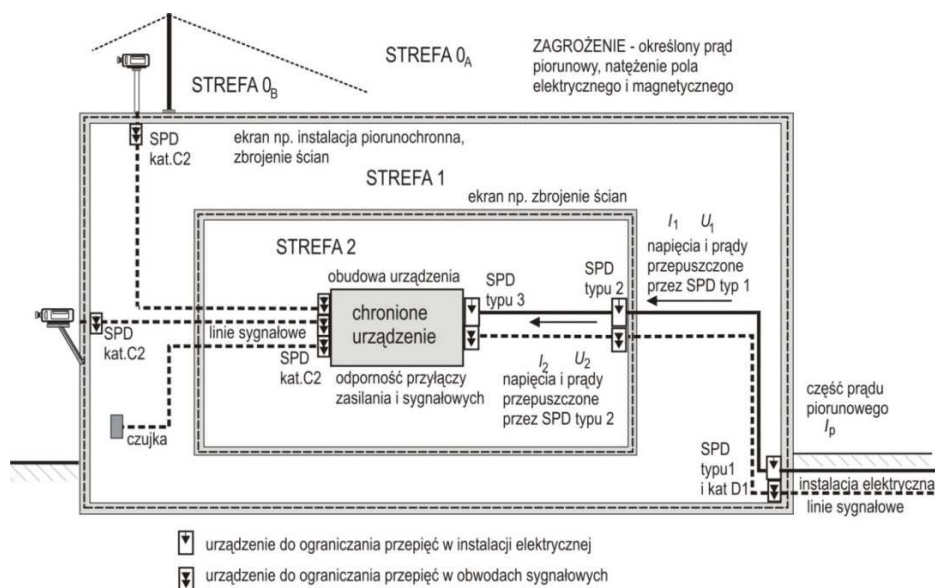 STREFA 0A
ZAGROŻENIE - określony prąd
piorunowy, natężenie pola
elektrycznego i magnetycznego
STREFA 0B
SPD
kat.C2
ekran np. instalacja piorunochronna,
zbrojenie ścian
STREFA 1
ekran np. zbrojenie ścian
STREFA 2
I1 U1
napięcia i prądy
przepuszczone
przez SPD typ 1
obudowa urządzenia
SPD
typu 3
SPD
typu 2
chronione
urządzenie
SPD
kat.C2
linie sygnałowe
SPD
kat.C2
odporność przyłączy
zasilania i sygnałowych
I2 U2
napięcia i prądy
przepuszczone
przez SPD typu 2
czujka
część prądu
piorunowego
Ip
SPD
typu1
i kat D1
instalacja elektryczna
linie sygnałowe
urządzenie do ograniczania przepięć w instalacji elektrycznej
urządzenie do ograniczania przepięć w obwodach sygnałowych